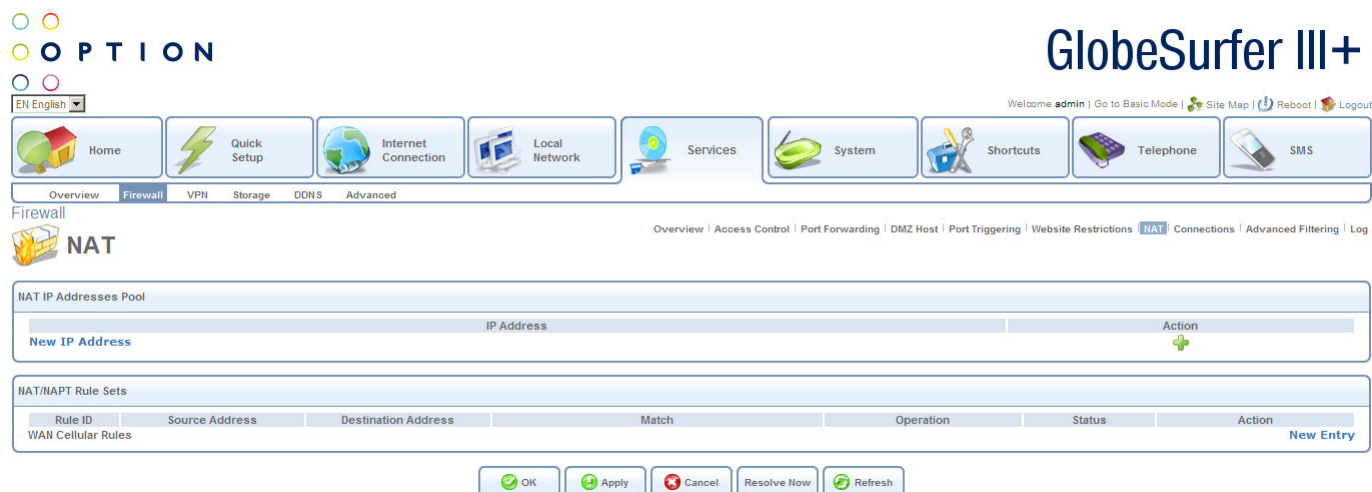 OPTION
GlobeSurfer III+
EN English
Welcome admin | Go to Basic Mode | Site Map | Reboot | Logout
Home
Quick Setup
Internet Connection
Local Network
Services
System
Shortcuts
Telephone
SMS
Overview Firewall VPN Storage DDNS Advanced
Firewall
NAT
Overview | Access Control | Port Forwarding | DMZ Host | Port Triggering | Website Restrictions | NAT | Connections | Advanced Filtering | Log
NAT IP Addresses Pool
IP Address Action
New IP Address
NAT/NAPT Rule Sets
Rule ID Source Address Destination Address Match Operation Status Action
WAN Cellular Rules New Entry
OK Apply Cancel Resolve Now Refresh